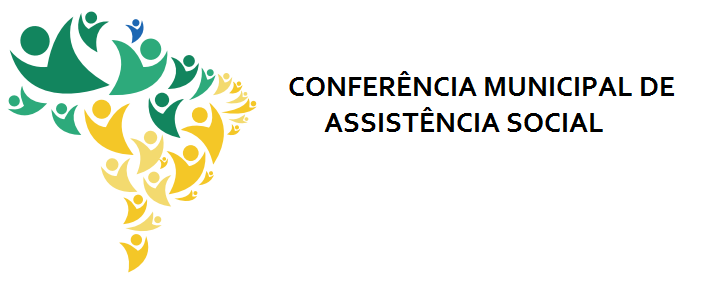 CONFERÊNCIA MUNICIPAL DE
ASSISTÊNCIA SOCIAL